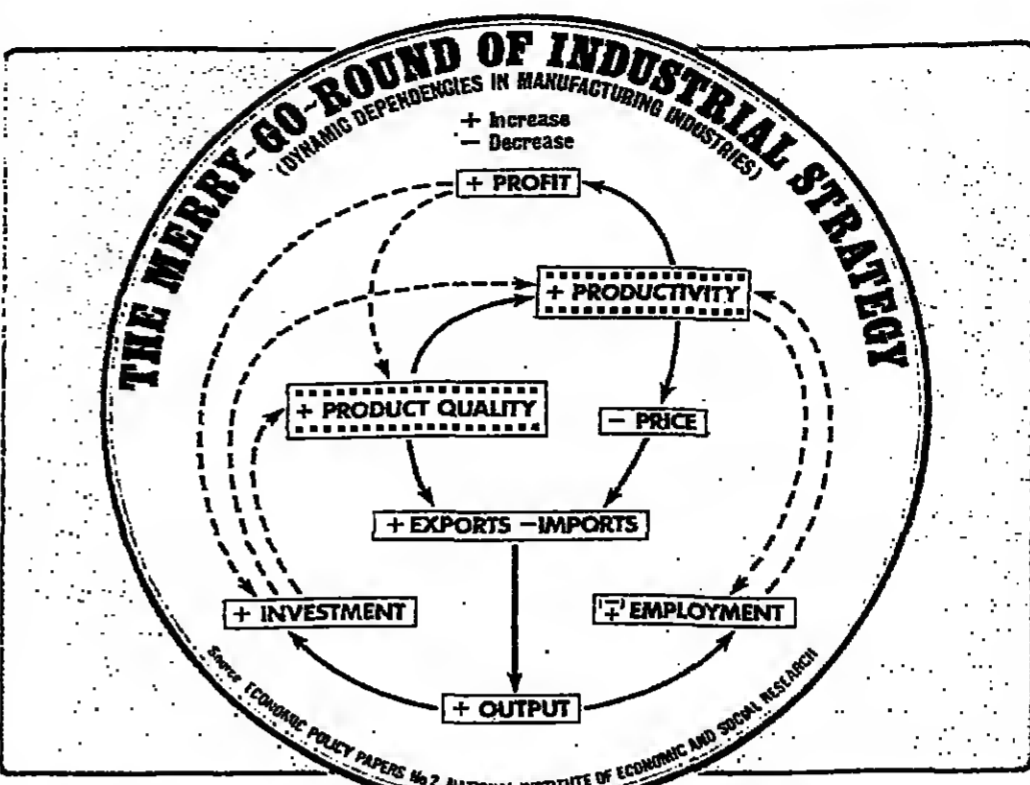 THE MERRY-GO-ROUND OF INDUSTRIAL STRATEGY
(DYNAMIC DEPENDENCIES IN MANUFACTURING INDUSTRIES)
+ Increase
− Decrease
+ PROFIT
+ PRODUCTIVITY
+ PRODUCT QUALITY
− PRICE
+ EXPORTS − IMPORTS
+ INVESTMENT
∓ EMPLOYMENT
+ OUTPUT
Source ECONOMIC POLICY PAPERS No 2 NATIONAL INSTITUTE OF ECONOMIC AND SOCIAL RESEARCH